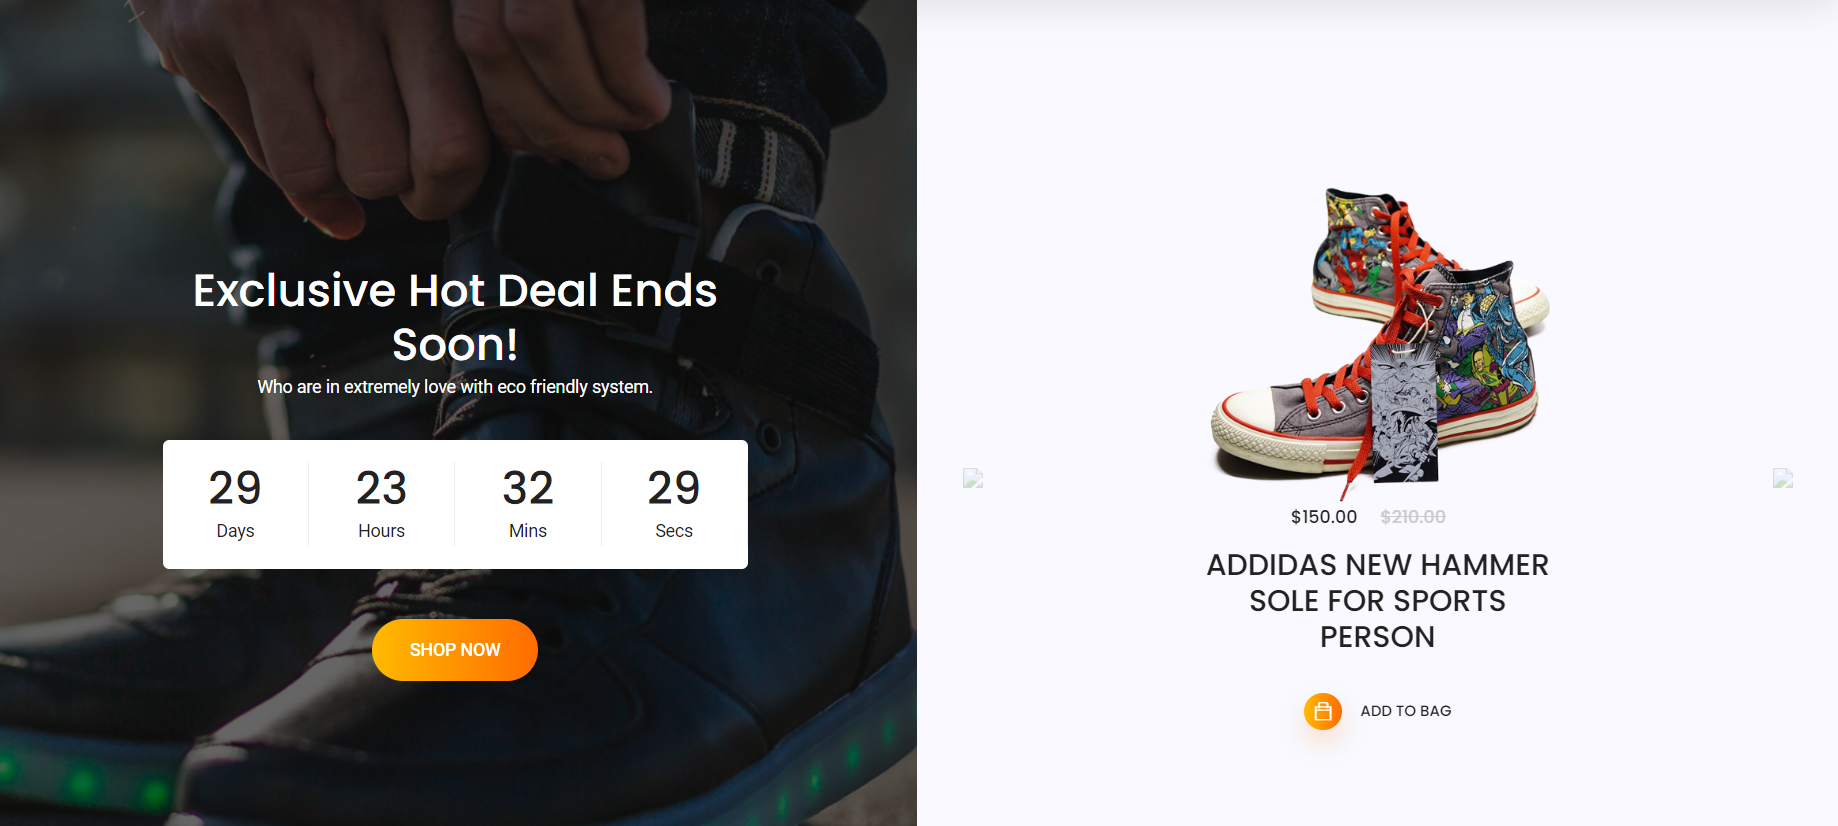 Exclusive Hot Deal Ends
Soon!
Who are in extremely love with eco friendly system.
29 23 32 29
Days Hours Mins Secs
SHOP NOW
$150.00 $210.00
ADDIDAS NEW HAMMER
SOLE FOR SPORTS
PERSON
ADD TO BAG